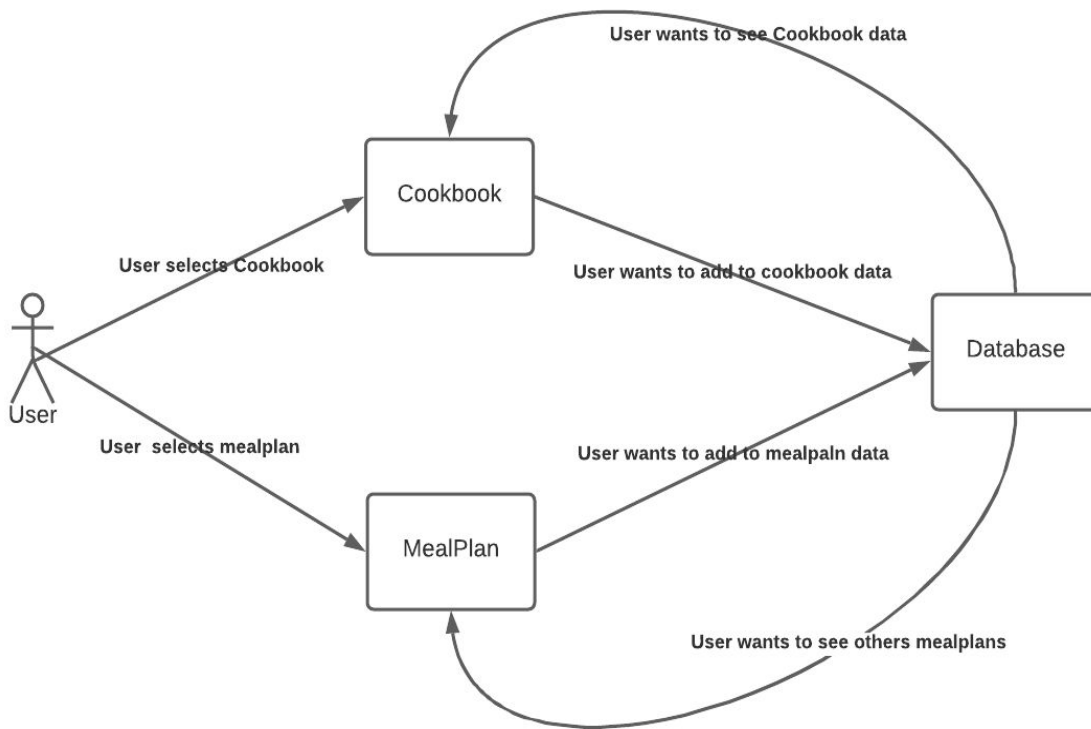 User wants to see Cookbook data
Cookbook
User selects Cookbook
User wants to add to cookbook data
Database
User
User  selects mealplan
User wants to add to mealpaln data
MealPlan
User wants to see others mealplans